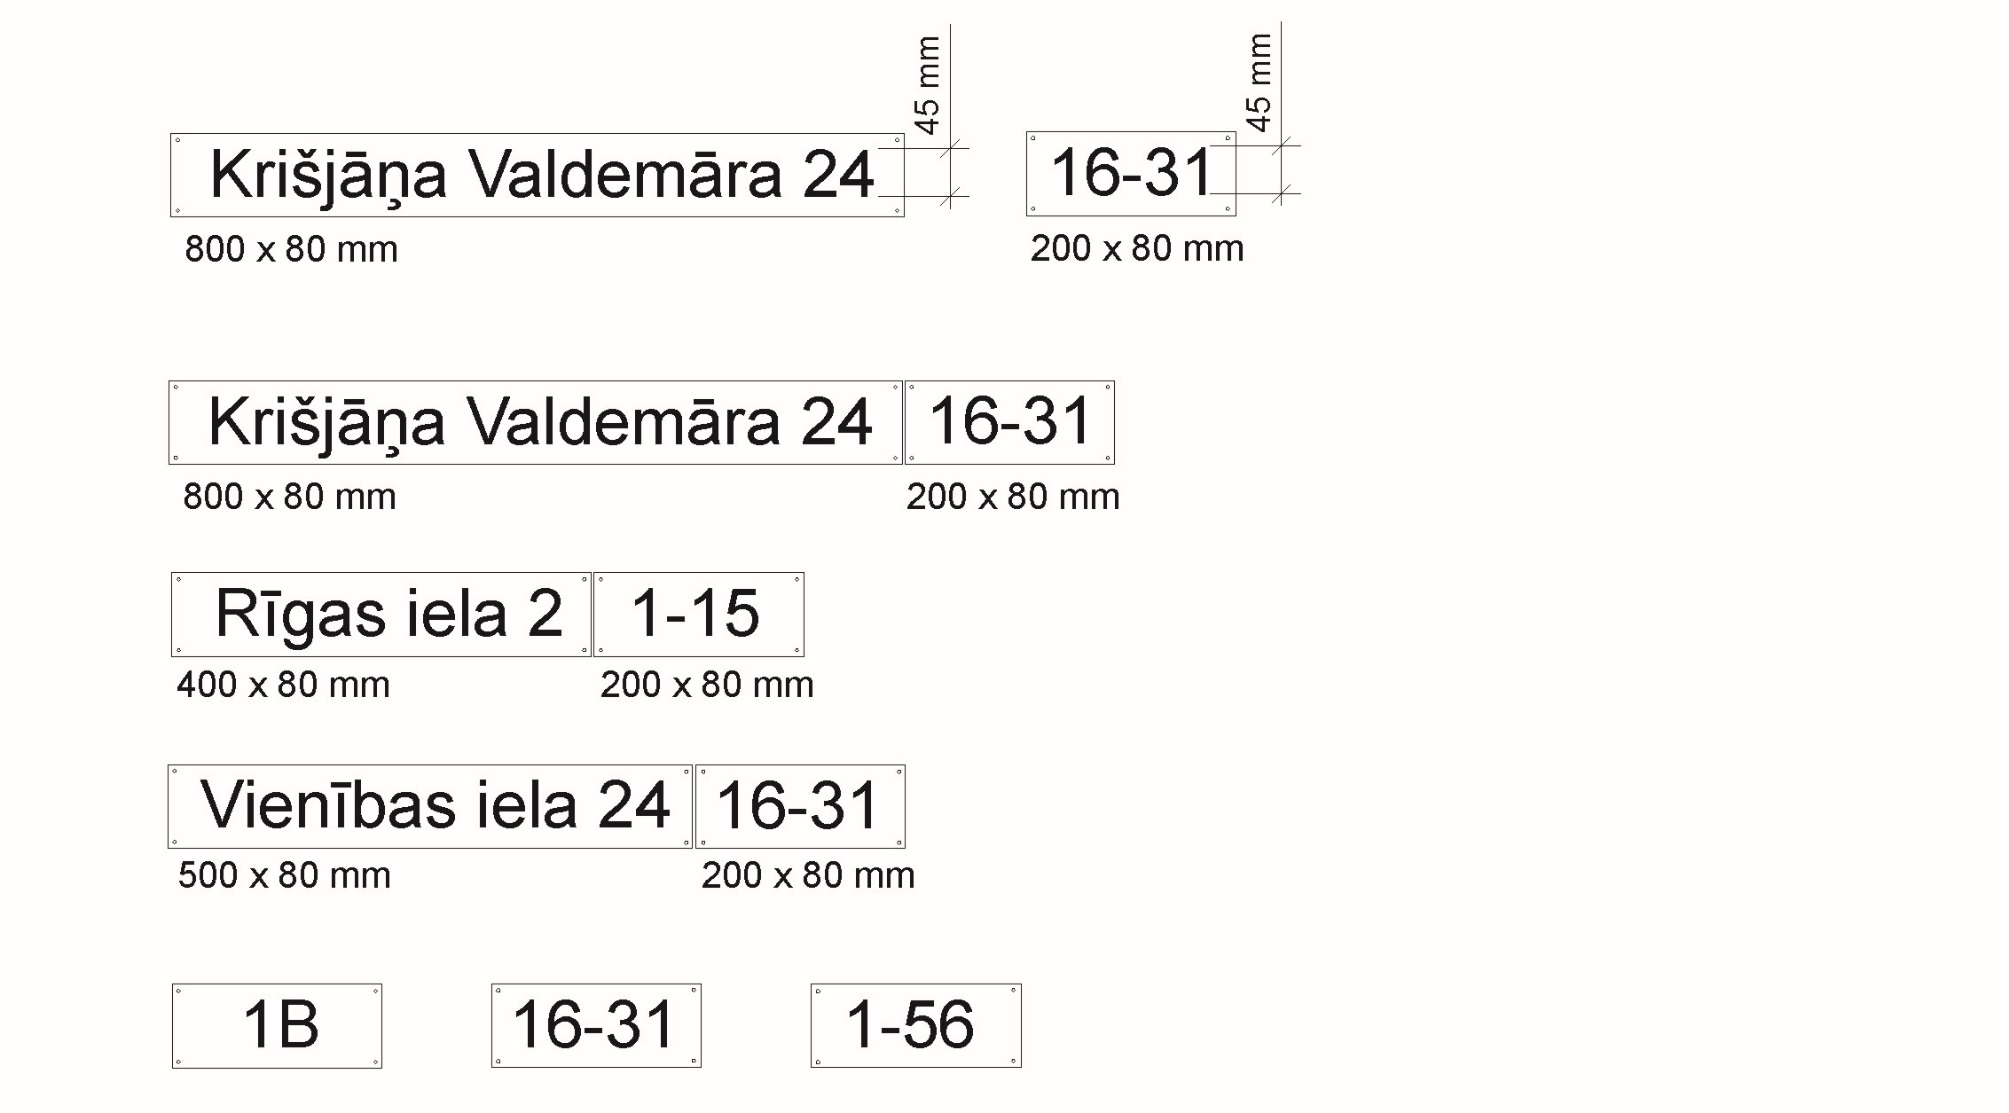 45 mm 45 mm
Krišjāņa Valdemāra 24 16-31
800 x 80 mm 200 x 80 mm
Krišjāņa Valdemāra 24 16-31
800 x 80 mm 200 x 80 mm
Rīgas iela 2 1-15
400 x 80 mm 200 x 80 mm
Vienības iela 24 16-31
500 x 80 mm 200 x 80 mm
1B 16-31 1-56